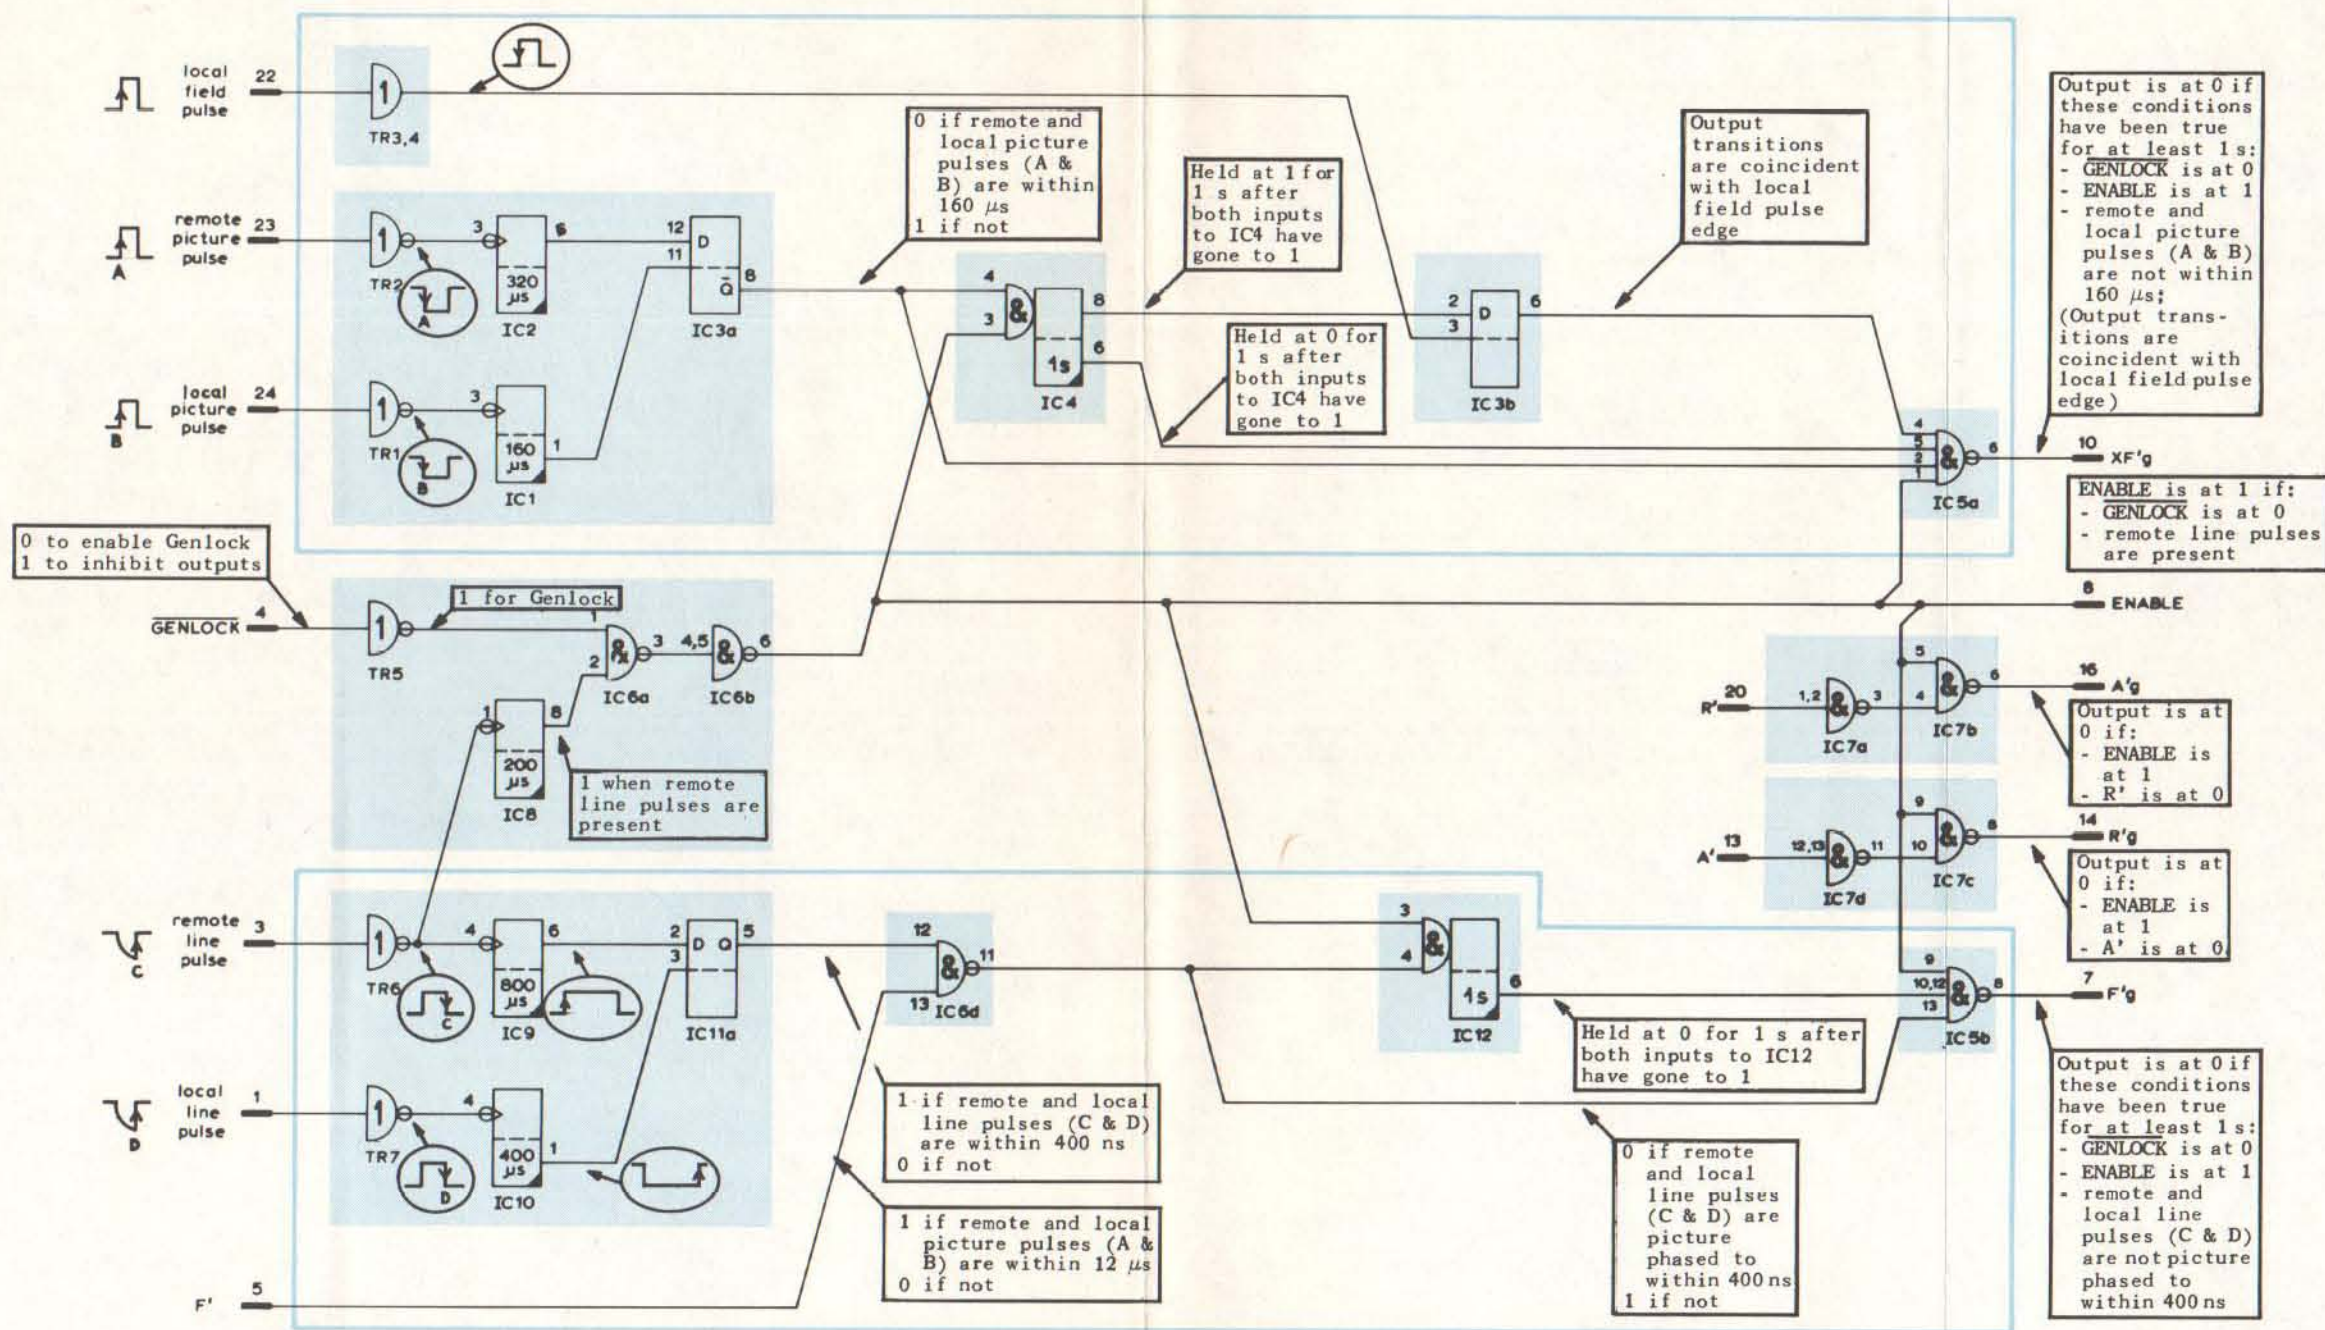 local
field
pulse
22
1
TR3,4
0 if remote and
local picture
pulses (A &
B) are within
160 μs
1 if not
Held at 1 for
1 s after
both inputs
to IC4 have
gone to 1
Output
transitions
are coincident
with local
field pulse
edge
Output is at 0 if
these conditions
have been true
for at least 1 s:
- GENLOCK is at 0
- ENABLE is at 1
- remote and
local picture
pulses (A & B)
are not within
160 μs;
(Output trans-
itions are
coincident with
local field pulse
edge)
A
remote
picture
pulse
23
1
TR2
A
3
320
μs
IC2
12
11
D
Q̄
8
IC3a
B
local
picture
pulse
24
1
TR1
B
3
160
μs
1
IC1
4
3
&
8
6
1s
IC4
Held at 0 for
1 s after
both inputs
to IC4 have
gone to 1
2
3
D
6
IC3b
4
5
2
1
&
6
IC5a
10
XF'g
ENABLE is at 1 if:
- GENLOCK is at 0
- remote line pulses
are present
0 to enable Genlock
1 to inhibit outputs
GENLOCK
4
1
TR5
1 for Genlock
1
2
&
3
IC6a
4,5
&
6
IC6b
8
ENABLE
1
8
200
μs
IC8
1 when remote
line pulses are
present
R'
20
1,2
&
3
IC7a
5
4
&
6
IC7b
16
A'g
Output is at
0 if:
- ENABLE is
at 1
- R' is at 0
A'
13
12,13
&
11
IC7d
9
10
&
8
IC7c
14
R'g
Output is at
0 if:
- ENABLE is
at 1
- A' is at 0
C
remote
line
pulse
3
1
TR6
C
4
6
800
μs
IC9
2
3
D Q
5
IC11a
12
13
&
11
IC6d
3
4
&
6
1s
IC12
9
10,12
13
&
8
IC5b
7
F'g
D
local
line
pulse
1
1
TR7
D
4
400
μs
1
IC10
1 if remote and local
line pulses (C & D)
are within 400 ns
0 if not
Held at 0 for 1 s after
both inputs to IC12
have gone to 1
Output is at 0 if
these conditions
have been true
for at least 1 s:
- GENLOCK is at 0
- ENABLE is at 1
- remote and
local line
pulses (C & D)
are not picture
phased to
within 400 ns
1 if remote and local
picture pulses (A &
B) are within 12 μs
0 if not
0 if remote
and local
line pulses
(C & D) are
picture
phased to
within 400 ns
1 if not
F'
5